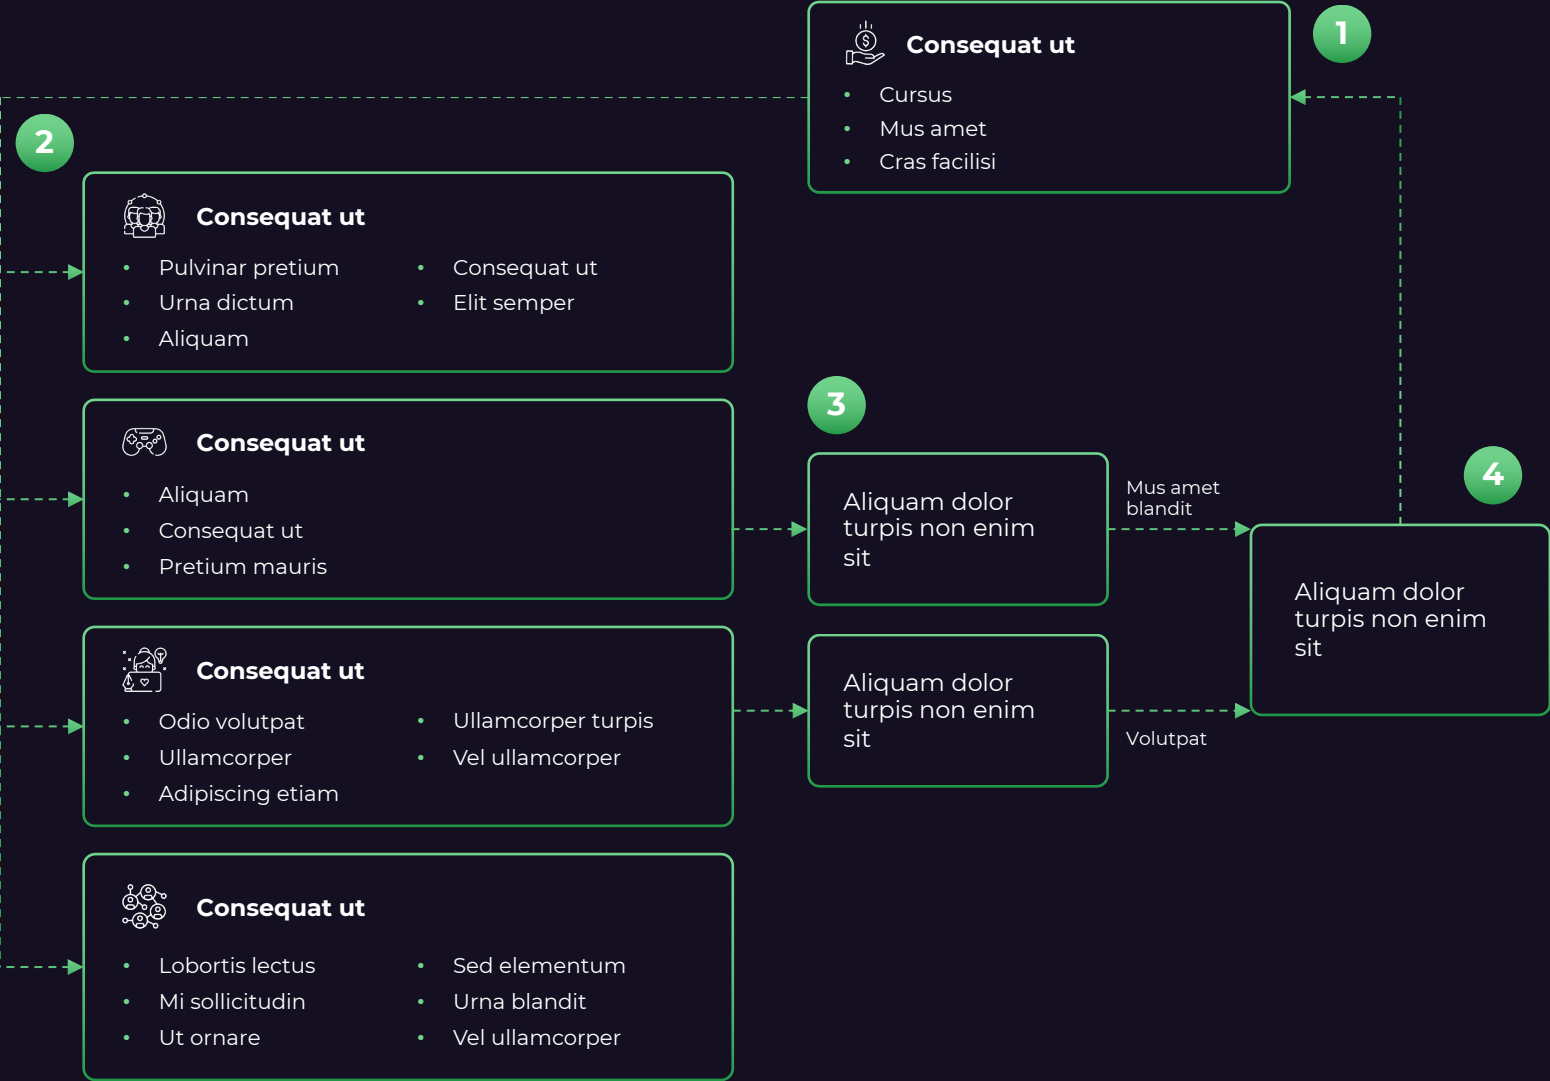 1
Consequat ut
Cursus
Mus amet
Cras facilisi
2
Consequat ut
Pulvinar pretium
Urna dictum
Aliquam
Consequat ut
Elit semper
Consequat ut
Aliquam
Consequat ut
Pretium mauris
Consequat ut
Odio volutpat
Ullamcorper
Adipiscing etiam
Ullamcorper turpis
Vel ullamcorper
Consequat ut
Lobortis lectus
Mi sollicitudin
Ut ornare
Sed elementum
Urna blandit
Vel ullamcorper
3
Aliquam dolor
turpis non enim
sit
Mus amet
blandit
Aliquam dolor
turpis non enim
sit
Volutpat
4
Aliquam dolor
turpis non enim
sit